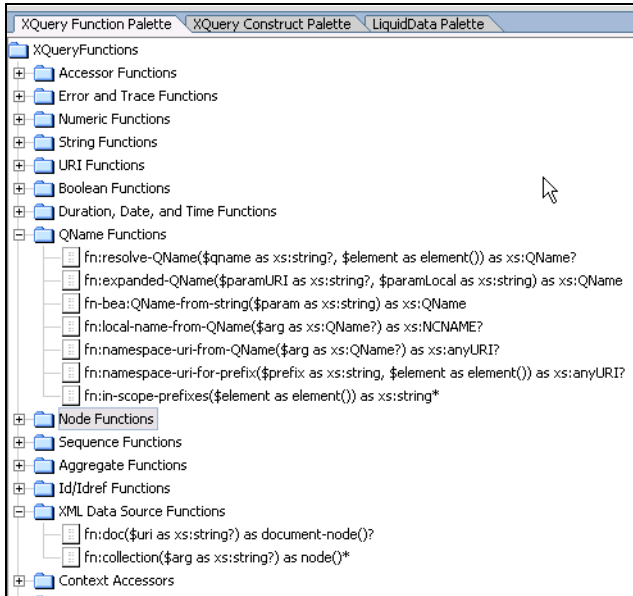 XQuery Function Palette XQuery Construct Palette LiquidData Palette
XQueryFunctions
Accessor Functions
Error and Trace Functions
Numeric Functions
String Functions
URI Functions
Boolean Functions
Duration, Date, and Time Functions
QName Functions
fn:resolve-QName($qname as xs:string?, $element as element()) as xs:QName?
fn:expanded-QName($paramURI as xs:string?, $paramLocal as xs:string) as xs:QName
fn-bea:QName-from-string($param as xs:string) as xs:QName
fn:local-name-from-QName($arg as xs:QName?) as xs:NCNAME?
fn:namespace-uri-from-QName($arg as xs:QName?) as xs:anyURI?
fn:namespace-uri-for-prefix($prefix as xs:string, $element as element()) as xs:anyURI?
fn:in-scope-prefixes($element as element()) as xs:string*
Node Functions
Sequence Functions
Aggregate Functions
Id/Idref Functions
XML Data Source Functions
fn:doc($uri as xs:string?) as document-node()?
fn:collection($arg as xs:string?) as node()*
Context Accessors